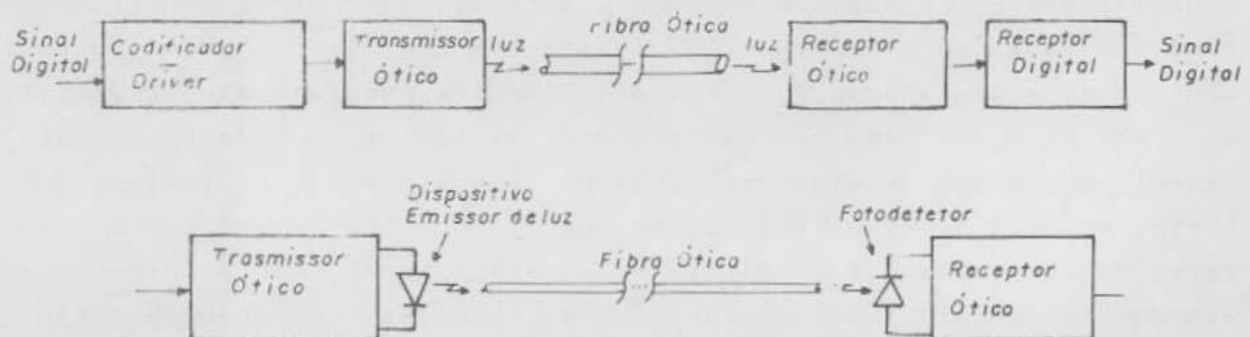 Sinal
Digital
Codificador
Driver
Transmissor
Ótico
luz
Fibra Ótica
luz
Receptor
Ótico
Receptor
Digital
Sinal
Digital
Trasmissor
Ótico
Dispositivo
Emissor de luz
Fibra Ótica
Fotodetetor
Receptor
Ótico